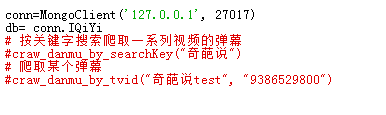 conn=MongoClient('127.0.0.1', 27017)
db= conn.IQiYi
# 按关键字搜索爬取一系列视频的弹幕
#craw_danmu_by_searchKey("奇葩说")
# 爬取某个弹幕
#craw_danmu_by_tvid("奇葩说test", "9386529800")